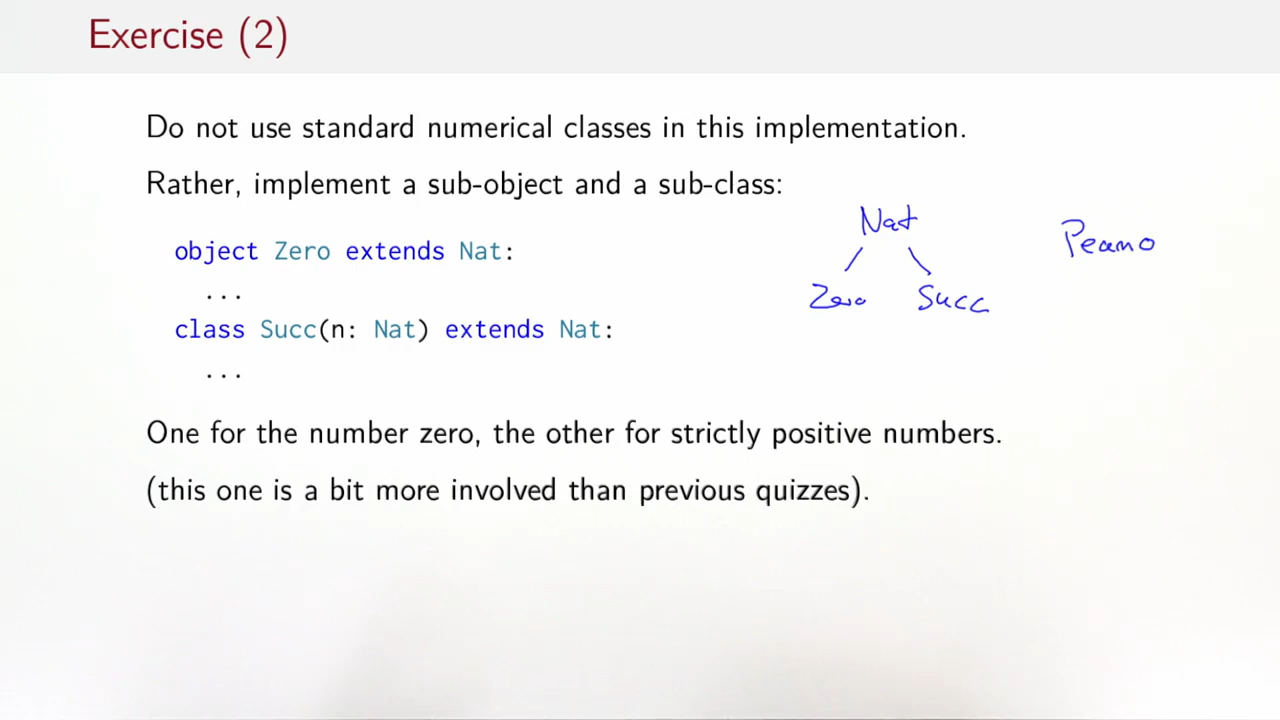 Exercise (2)
Do not use standard numerical classes in this implementation.
Rather, implement a sub-object and a sub-class:
object Zero extends Nat:
...
class Succ(n: Nat) extends Nat:
...
Nat
Zero Succ
Peano
One for the number zero, the other for strictly positive numbers.
(this one is a bit more involved than previous quizzes).